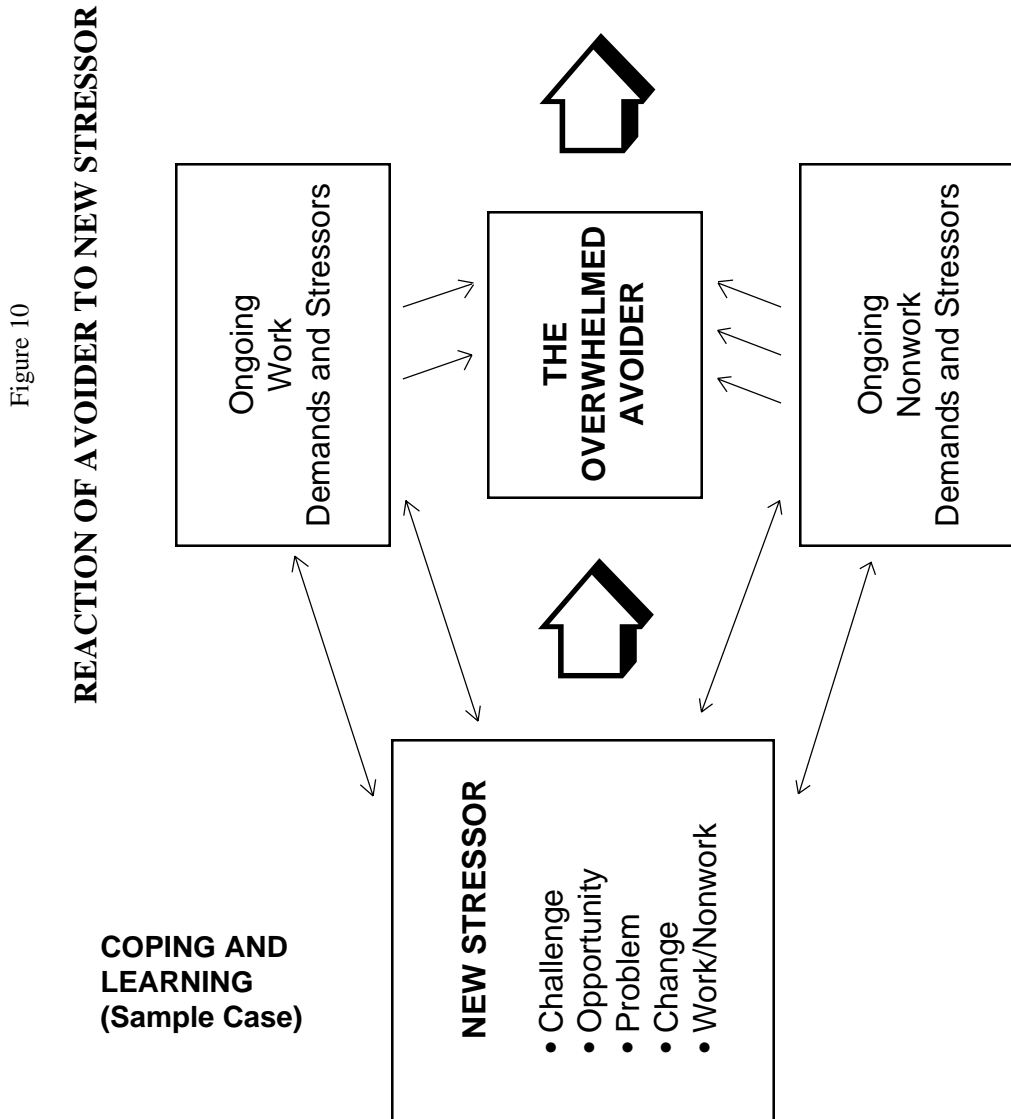 Figure 10
REACTION OF AVOIDER TO NEW STRESSOR
COPING AND
LEARNING
(Sample Case)
NEW STRESSOR
• Challenge
• Opportunity
• Problem
• Change
• Work/Nonwork
Ongoing
Work
Demands and Stressors
THE
OVERWHELMED
AVOIDER
Ongoing
Nonwork
Demands and Stressors